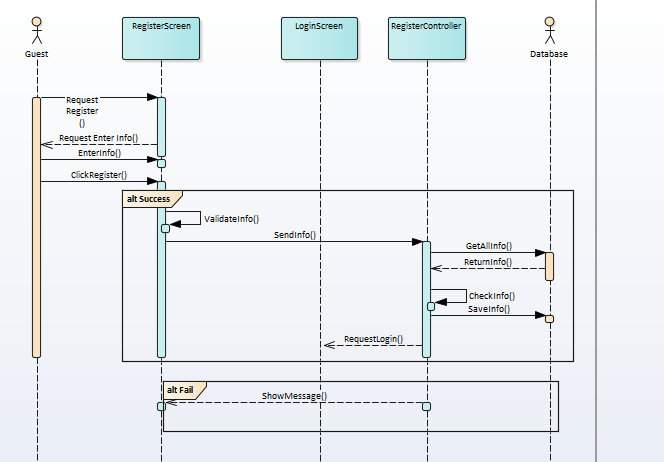 RegisterScreen
LoginScreen
RegisterController
Guest
Database
Request
Register
()
Request Enter Info()
EnterInfo()
ClickRegister()
alt Success
ValidateInfo()
SendInfo()
GetAllInfo()
ReturnInfo()
CheckInfo()
SaveInfo()
RequestLogin()
alt Fail
ShowMessage()